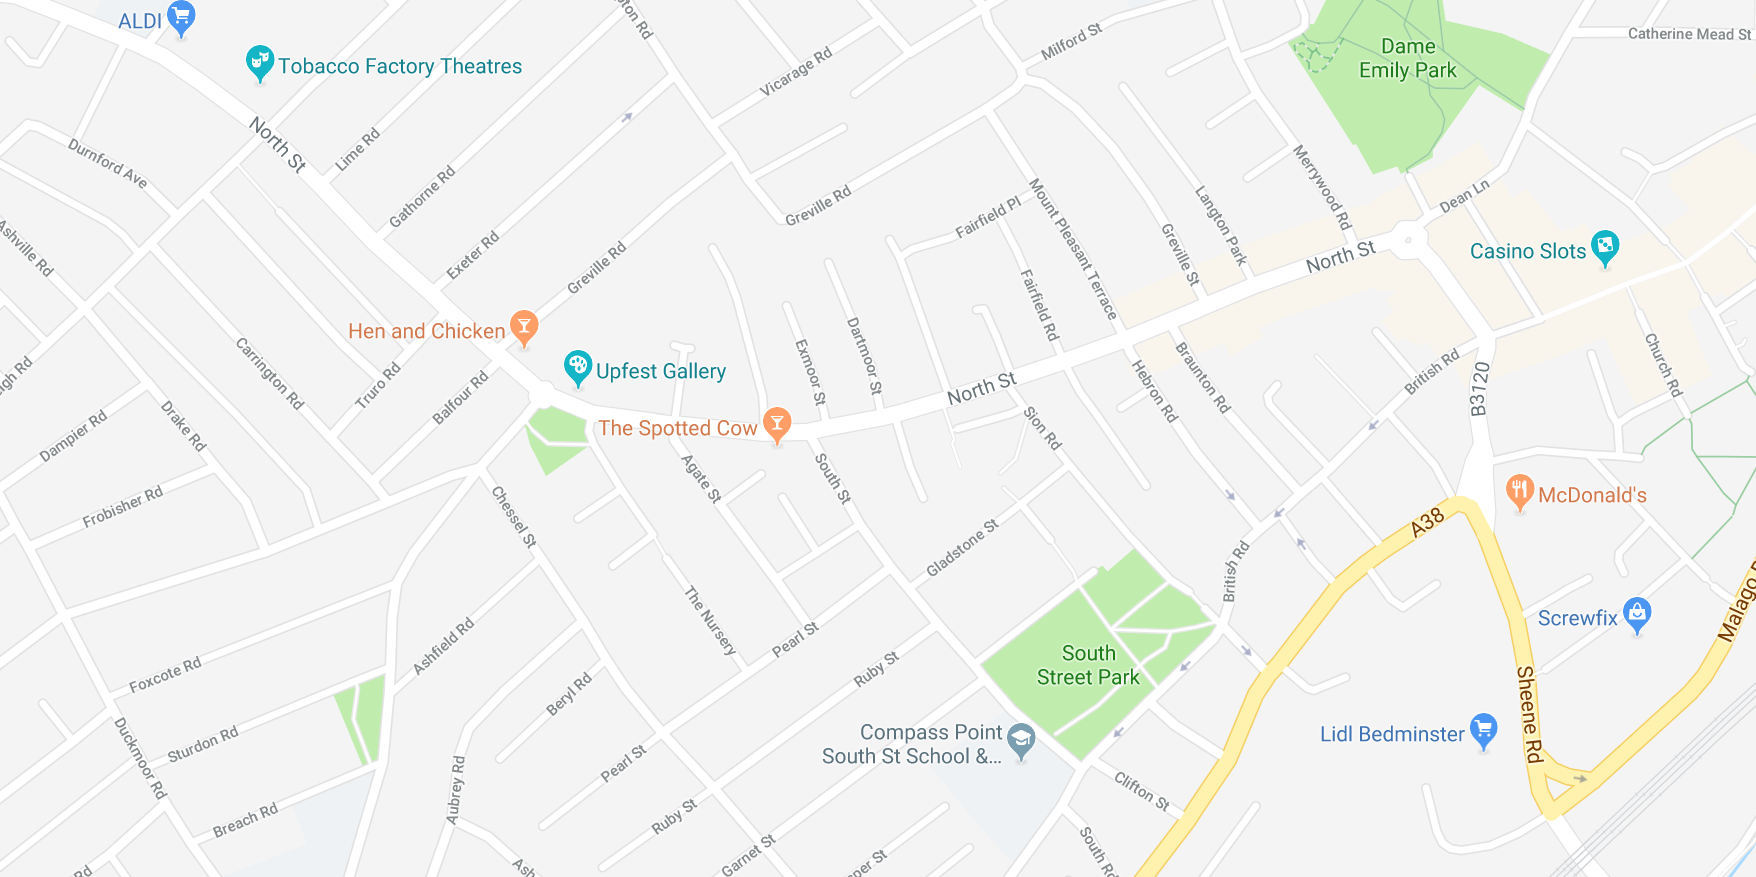 ALDI
Tobacco Factory Theatres
Vicarage Rd
Milford St
Dame
Emily Park
Catherine Mead St
North St
Lime Rd
Durnford Ave
Gathorne Rd
Greville Rd
Fairfield Pl
Mount Pleasant Terrace
Langton Park
Merrywood Rd
Dean Ln
Ashville Rd
Exeter Rd
Greville Rd
Greville St
North St
Casino Slots
Hen and Chicken
Upfest Gallery
Exmoor St
Dartmoor St
Fairfield Rd
Carrington Rd
Truro Rd
Balfour Rd
North St
Hebron Rd
Braunton Rd
British Rd
B3120
Church Rd
Dampier Rd
Drake Rd
The Spotted Cow
Sion Rd
Frobisher Rd
Chessel St
Agate St
South St
Gladstone St
A38
McDonald's
British Rd
The Nursery
Pearl St
Ashfield Rd
Screwfix
Malago
Foxcote Rd
Beryl Rd
Ruby St
South
Street Park
Sturdon Rd
Duckmoor Rd
Pearl St
Compass Point
South St School &...
Lidl Bedminster
Sheene Rd
Aubrey Rd
Clifton St
Breach Rd
Ruby St
Garnet St
South Rd
Rd
St